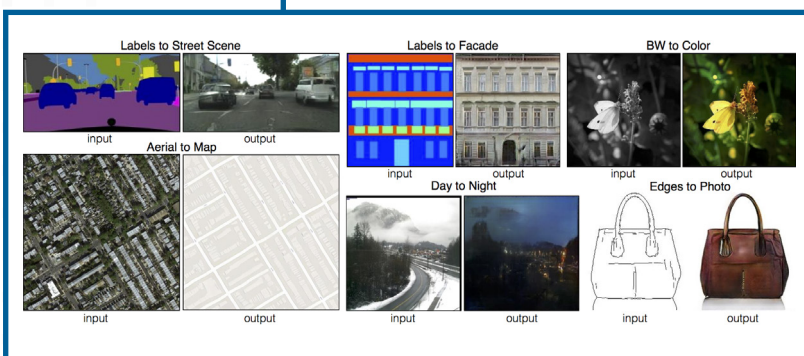 Labels to Street Scene
input
output
Aerial to Map
input
output
Labels to Facade
input
output
BW to Color
input
output
Day to Night
input
output
Edges to Photo
input
output